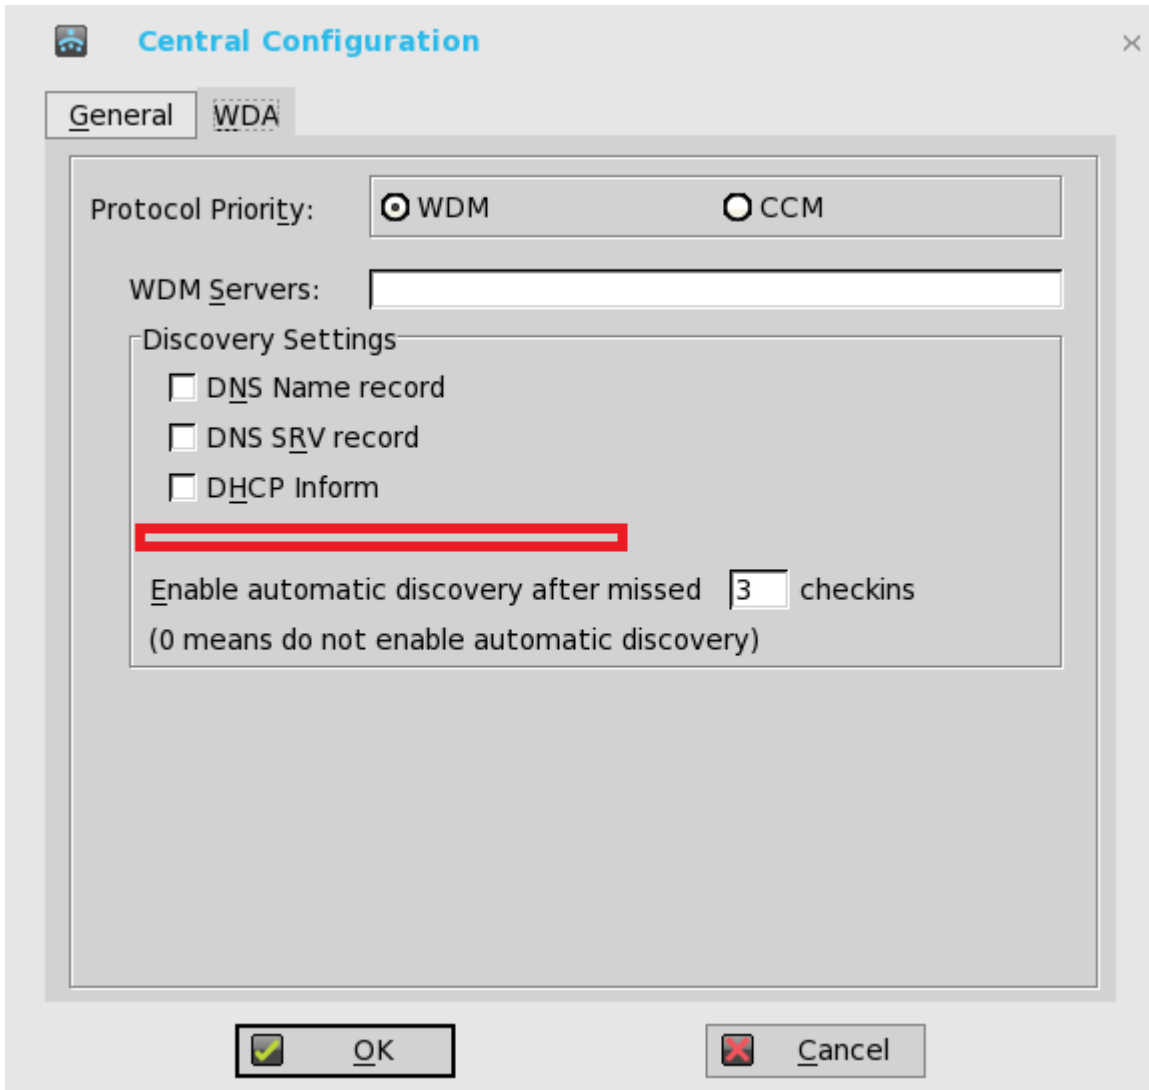 Central Configuration
General WDA
Protocol Priority: WDM CCM
WDM Servers:
Discovery Settings
DNS Name record
DNS SRV record
DHCP Inform
Enable automatic discovery after missed 3 checkins
(0 means do not enable automatic discovery)
OK Cancel